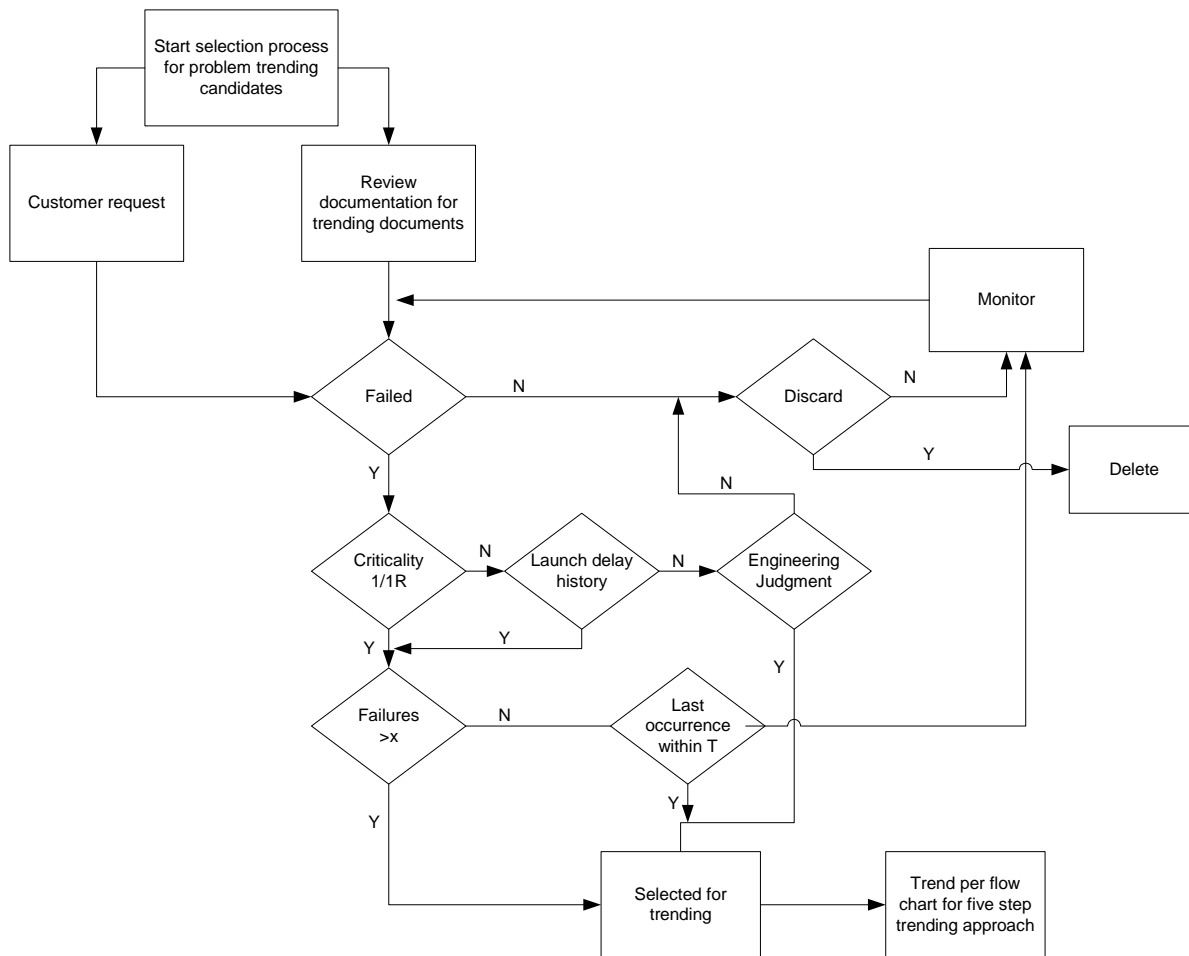 Start selection process
for problem trending
candidates
Customer request
Review
documentation for
trending documents
Monitor
Failed
N
Discard
N
Y
Y
Delete
N
Criticality
1/1R
N
Launch delay
history
N
Engineering
Judgment
Y
Y
Y
Failures
>x
N
Last
occurrence
within T
Y
Y
Selected for
trending
Trend per flow
chart for five step
trending approach